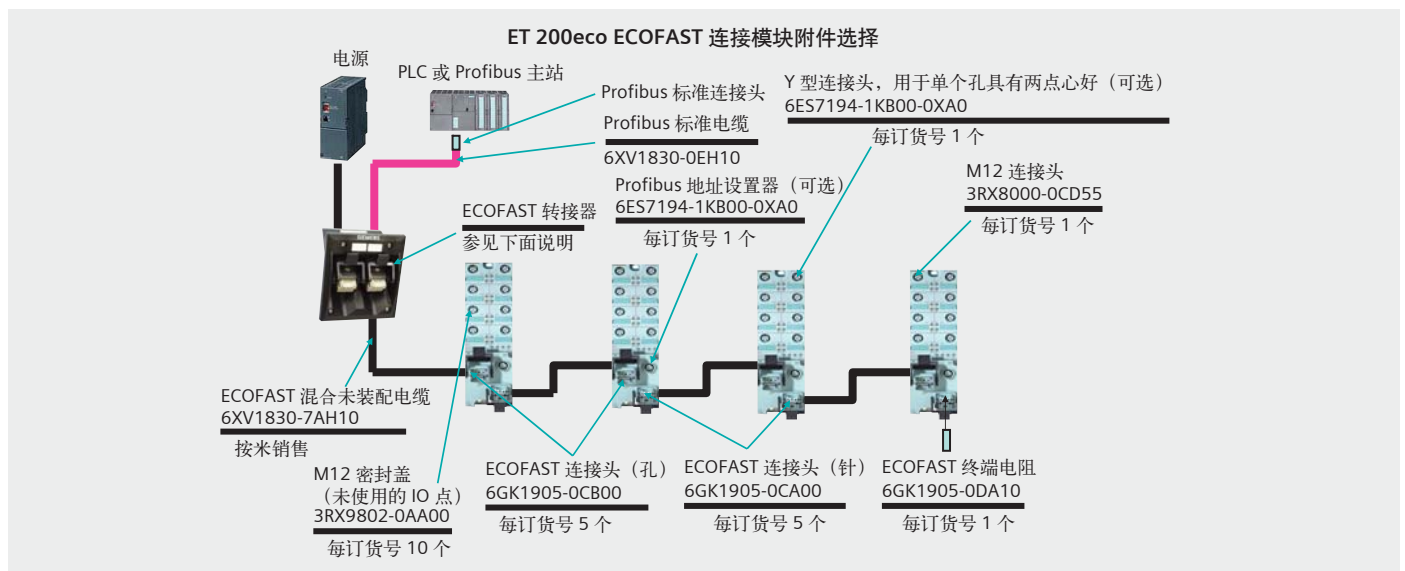 ET 200eco ECOFAST 连接模块附件选择
电源
PLC 或 Profibus 主站
Profibus 标准连接头
Profibus 标准电缆
6XV1830-0EH10
Y 型连接头，用于单个孔具有两点心好（可选）
6ES7194-1KB00-0XA0
每订货号 1 个
M12 连接头
3RX8000-0CD55
每订货号 1 个
Profibus 地址设置器（可选）
6ES7194-1KB00-0XA0
每订货号 1 个
ECOFAST 转接器
参见下面说明
SIEMENS
ECOFAST 混合未装配电缆
6XV1830-7AH10
按米销售
M12 密封盖
（未使用的 IO 点）
3RX9802-0AA00
每订货号 10 个
ECOFAST 连接头（孔）
6GK1905-0CB00
每订货号 5 个
ECOFAST 连接头（针）
6GK1905-0CA00
每订货号 5 个
ECOFAST 终端电阻
6GK1905-0DA10
每订货号 1 个